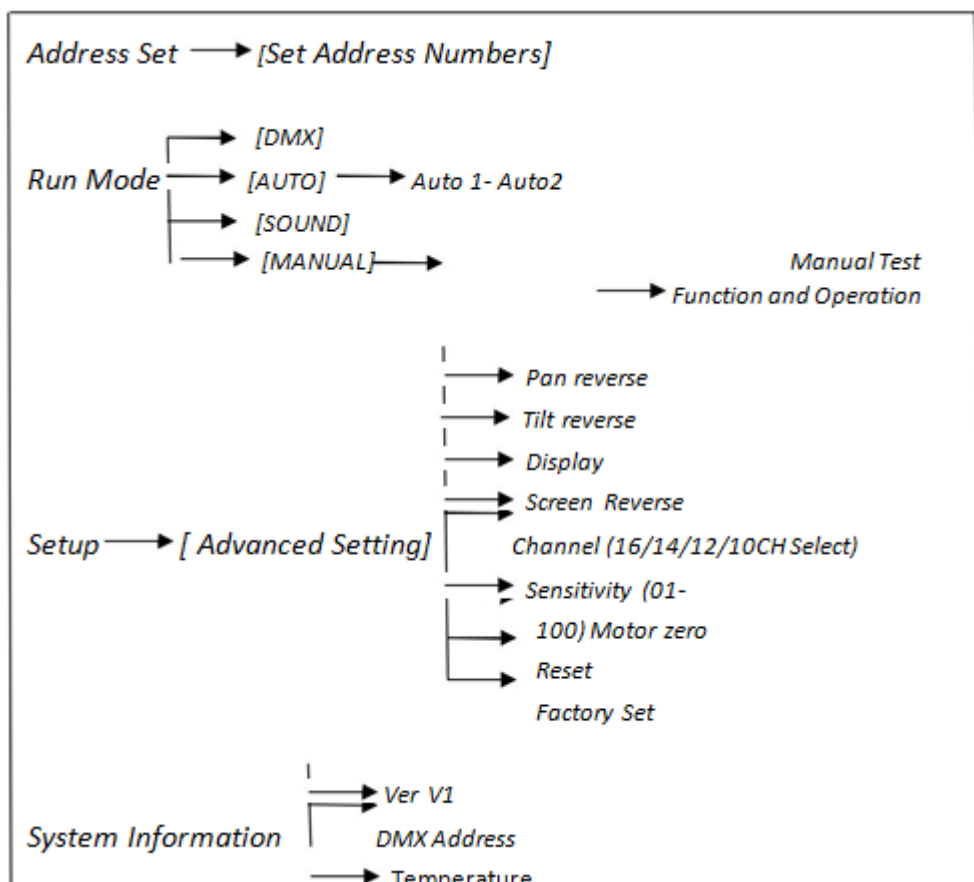 Address Set [Set Address Numbers]
[DMX]
Run Mode [AUTO] Auto 1- Auto2
[SOUND]
[MANUAL]
Manual Test
Function and Operation
Pan reverse
Tilt reverse
Display
Screen Reverse
Setup [ Advanced Setting] Channel (16/14/12/10CH Select)
Sensitivity (01-
100) Motor zero
Reset
Factory Set
Ver V1
System Information DMX Address
Temperature